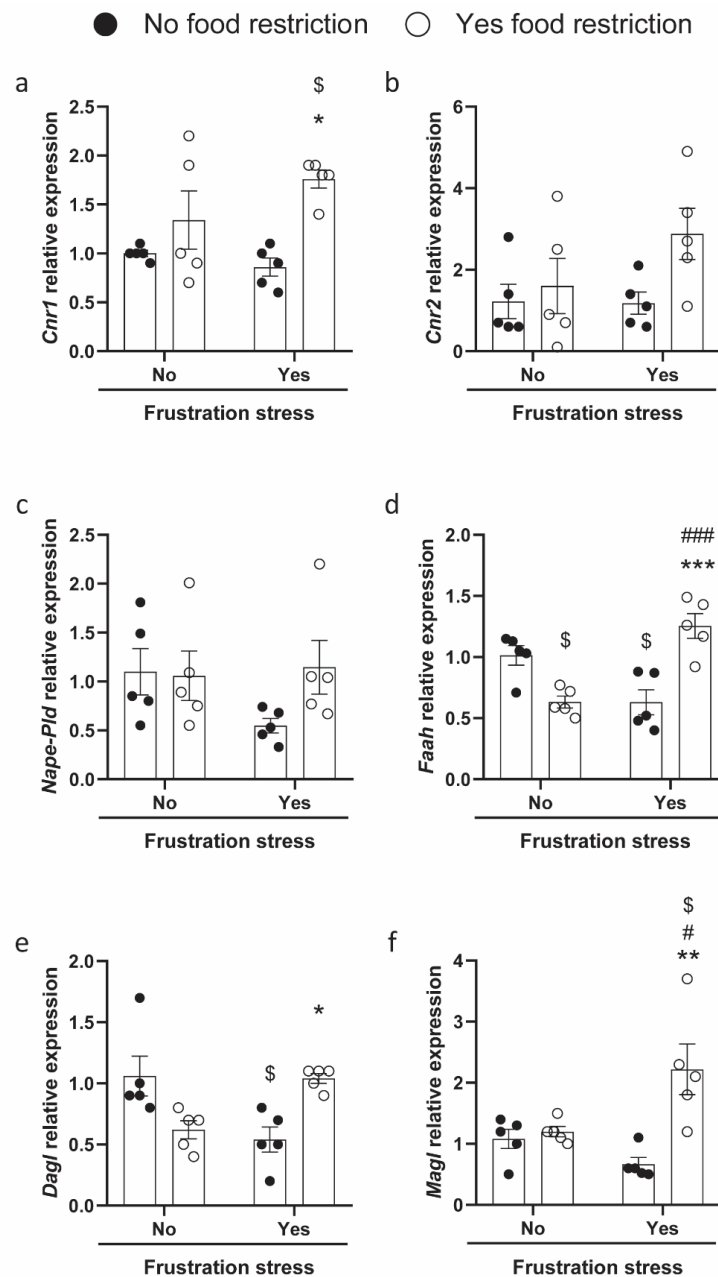 No food restriction Yes food restriction
a
$
*
Cnr1 relative expression
2.5
2.0
1.5
1.0
0.5
0.0
No Yes
Frustration stress
b
Cnr2 relative expression
6
4
2
0
No Yes
Frustration stress
c
Nape-Pld relative expression
2.5
2.0
1.5
1.0
0.5
0.0
No Yes
Frustration stress
d
###
***
$ $
Faah relative expression
2.0
1.5
1.0
0.5
0.0
No Yes
Frustration stress
e
*
$
Dagl relative expression
2.0
1.5
1.0
0.5
0.0
No Yes
Frustration stress
f
$
#
**
Magl relative expression
4
3
2
1
0
No Yes
Frustration stress